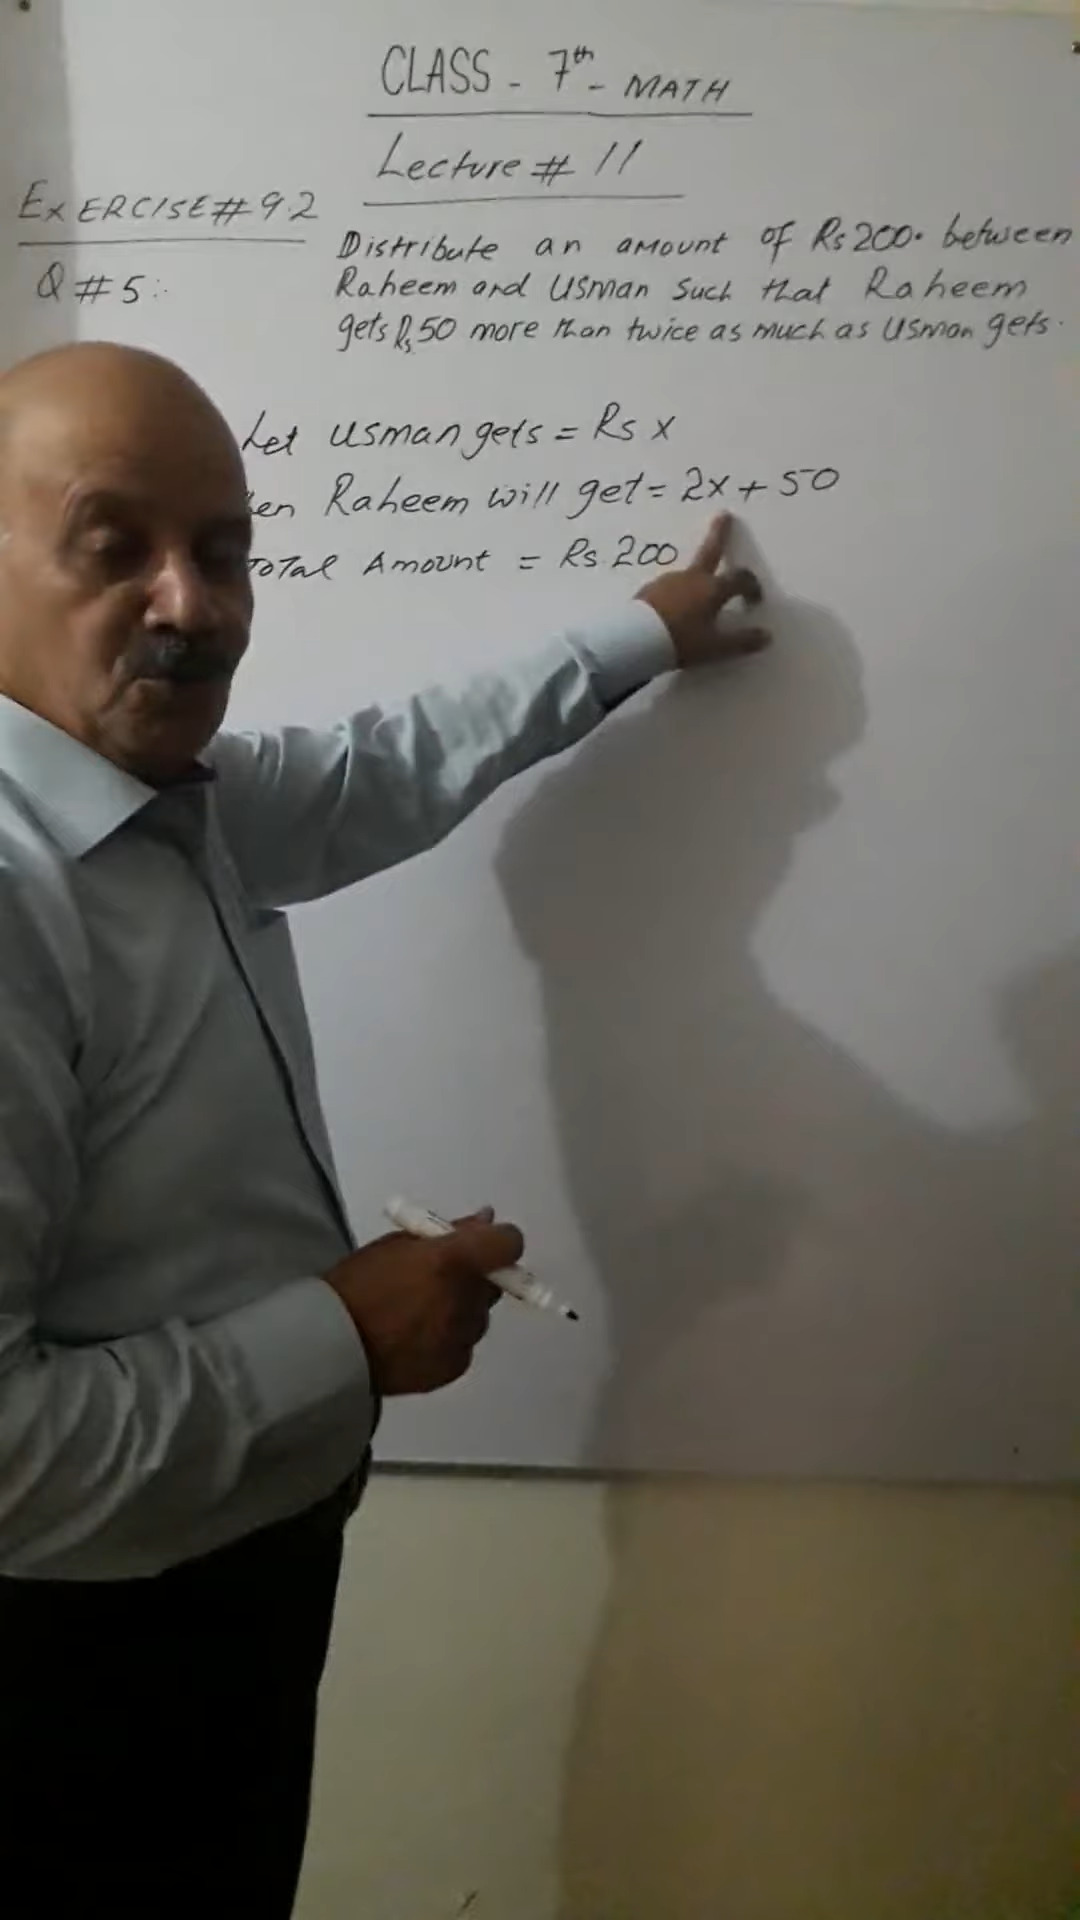 CLASS - 7th - MATH
Lecture # 11
EXERCISE # 9.2
Q # 5:
Distribute an amount of Rs 200. between
Raheem and Usman Such that Raheem
gets Rs 50 more than twice as much as Usman gets.
Let Usman gets = Rs x
en Raheem will get = 2x + 50
Total Amount = Rs. 200